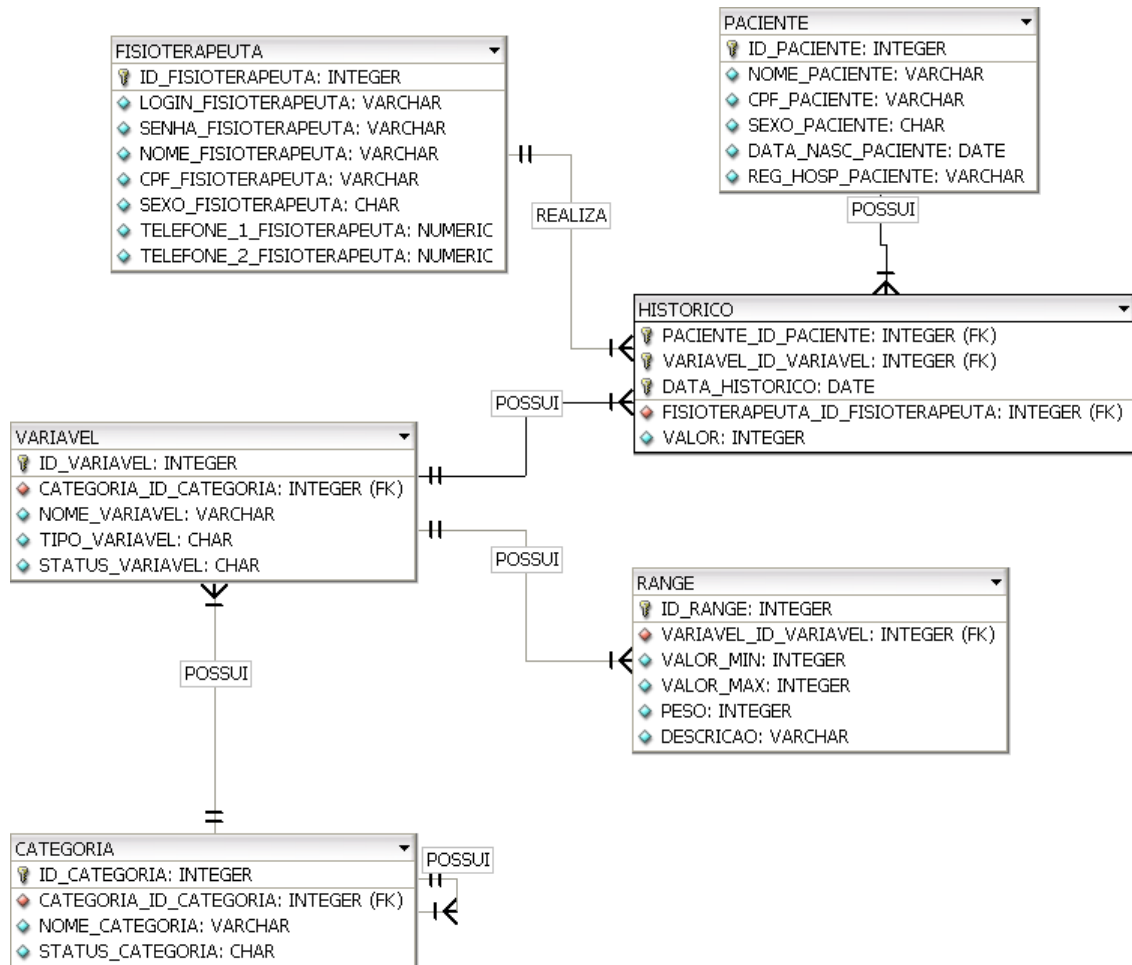 PACIENTE
ID_PACIENTE: INTEGER
NOME_PACIENTE: VARCHAR
CPF_PACIENTE: VARCHAR
SEXO_PACIENTE: CHAR
DATA_NASC_PACIENTE: DATE
REG_HOSP_PACIENTE: VARCHAR
FISIOTERAPEUTA
ID_FISIOTERAPEUTA: INTEGER
LOGIN_FISIOTERAPEUTA: VARCHAR
SENHA_FISIOTERAPEUTA: VARCHAR
NOME_FISIOTERAPEUTA: VARCHAR
CPF_FISIOTERAPEUTA: VARCHAR
SEXO_FISIOTERAPEUTA: CHAR
TELEFONE_1_FISIOTERAPEUTA: NUMERIC
TELEFONE_2_FISIOTERAPEUTA: NUMERIC
REALIZA
POSSUI
HISTORICO
PACIENTE_ID_PACIENTE: INTEGER (FK)
VARIAVEL_ID_VARIAVEL: INTEGER (FK)
DATA_HISTORICO: DATE
FISIOTERAPEUTA_ID_FISIOTERAPEUTA: INTEGER (FK)
VALOR: INTEGER
POSSUI
VARIAVEL
ID_VARIAVEL: INTEGER
CATEGORIA_ID_CATEGORIA: INTEGER (FK)
NOME_VARIAVEL: VARCHAR
TIPO_VARIAVEL: CHAR
STATUS_VARIAVEL: CHAR
POSSUI
RANGE
ID_RANGE: INTEGER
VARIAVEL_ID_VARIAVEL: INTEGER (FK)
VALOR_MIN: INTEGER
VALOR_MAX: INTEGER
PESO: INTEGER
DESCRICAO: VARCHAR
POSSUI
CATEGORIA
ID_CATEGORIA: INTEGER
CATEGORIA_ID_CATEGORIA: INTEGER (FK)
NOME_CATEGORIA: VARCHAR
STATUS_CATEGORIA: CHAR
POSSUI